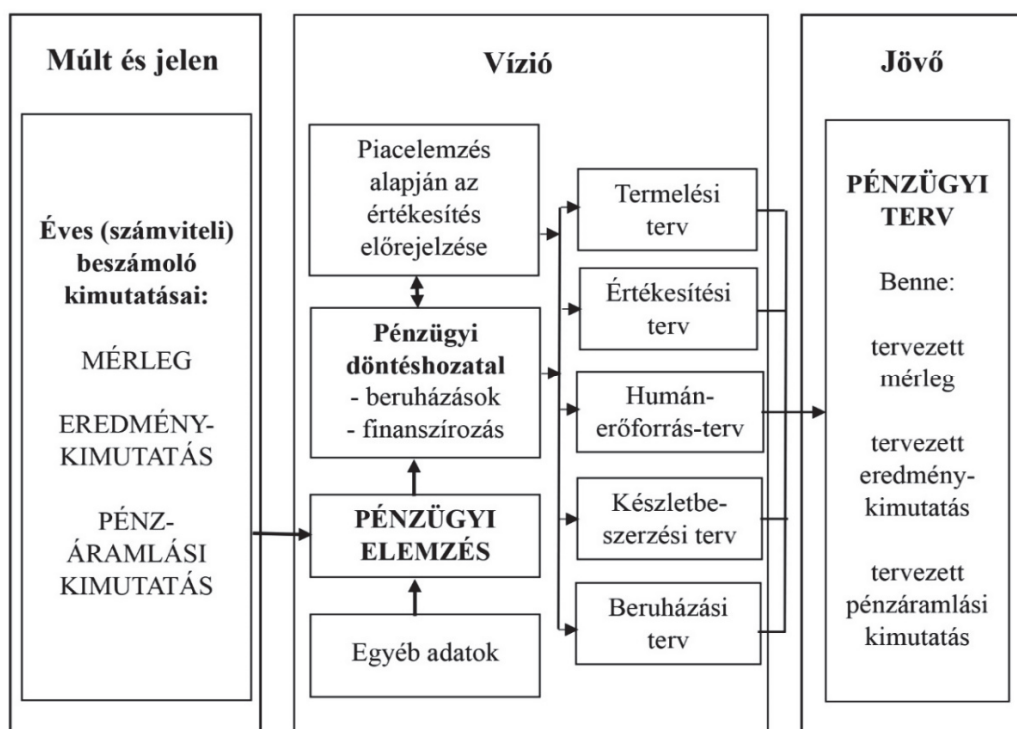 Múlt és jelen
Éves (számviteli)
beszámoló
kimutatásai:
MÉRLEG
EREDMÉNY-
KIMUTATÁS
PÉNZ-
ÁRAMLÁSI
KIMUTATÁS
Vízió
Piacelemzés
alapján az
értékesítés
előrejelzése
Pénzügyi
döntéshozatal
- beruházások
- finanszírozás
PÉNZÜGYI
ELEMZÉS
Egyéb adatok
Termelési
terv
Értékesítési
terv
Humán-
erőforrás-terv
Készletbe-
szerzési terv
Beruházási
terv
Jövő
PÉNZÜGYI
TERV
Benne:
tervezett
mérleg
tervezett
eredmény-
kimutatás
tervezett
pénzáramlási
kimutatás